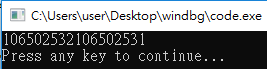 C:\Users\user\Desktop\windbg\code.exe
106502532106502531
Press any key to continue...